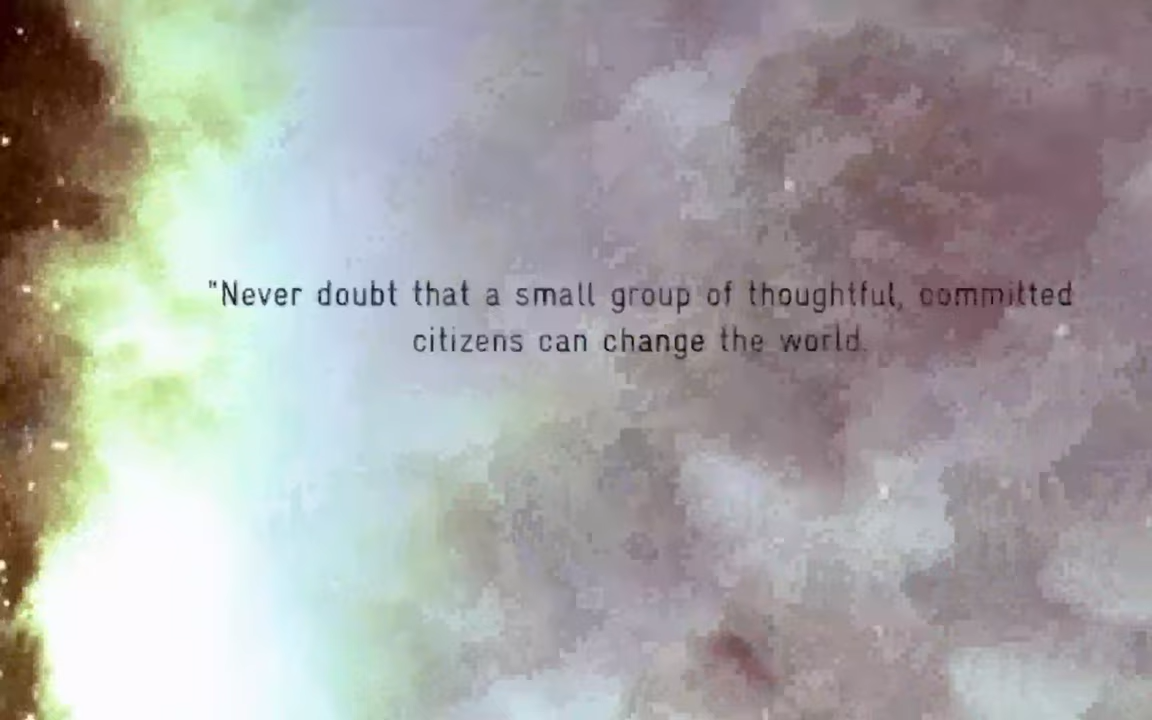 "Never doubt that a small group of thoughtful, committed
citizens can change the world.